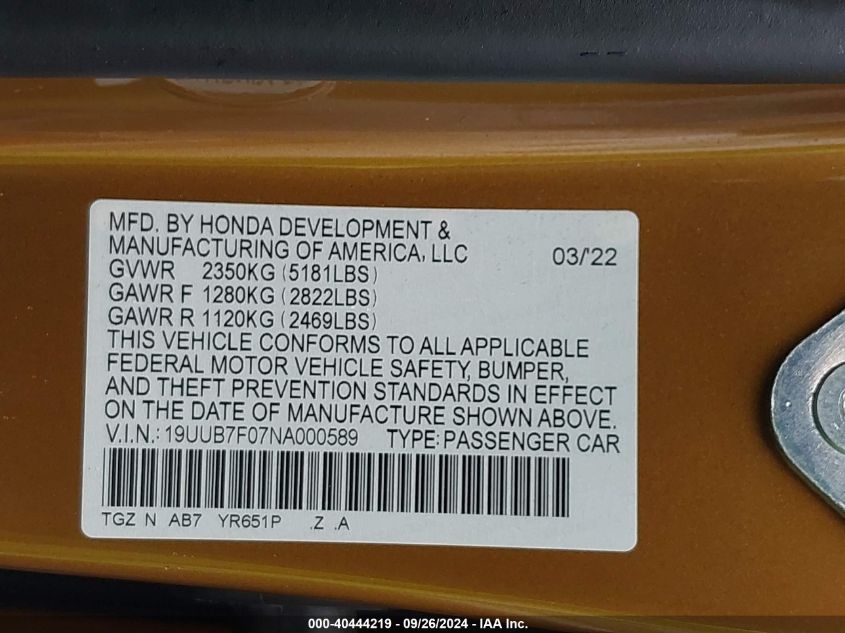 MFD. BY HONDA DEVELOPMENT &
MANUFACTURING OF AMERICA, LLC 03/'22
GVWR 2350KG (5181LBS)
GAWR F 1280KG (2822LBS)
GAWR R 1120KG (2469LBS)
THIS VEHICLE CONFORMS TO ALL APPLICABLE
FEDERAL MOTOR VEHICLE SAFETY, BUMPER,
AND THEFT PREVENTION STANDARDS IN EFFECT
ON THE DATE OF MANUFACTURE SHOWN ABOVE.
V.I.N.: 19UUB7F07NA000589 TYPE: PASSENGER CAR
TGZ N AB7 YR651P .Z .A
000-40444219 - 09/26/2024 - IAA Inc.